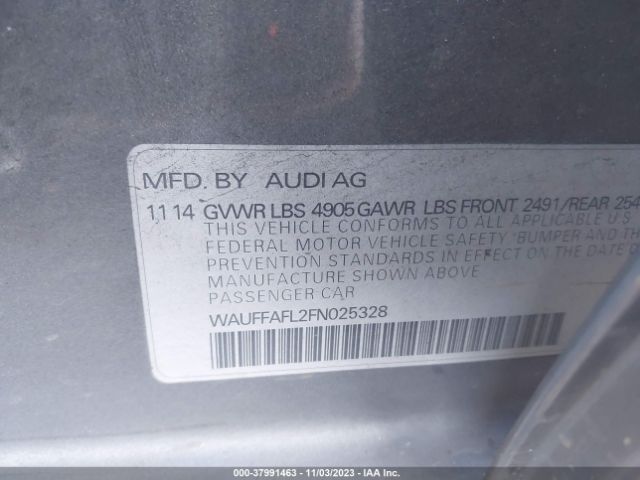 MFD. BY AUDI AG
11 14 GVWR LBS 4905 GAWR LBS FRONT 2491/REAR 254
THIS VEHICLE CONFORMS TO ALL APPLICABLE U S
FEDERAL MOTOR VEHICLE SAFETY BUMPER AND TH
PREVENTION STANDARDS IN EFFECT ON THE DATE O
MANUFACTURE SHOWN ABOVE
PASSENGER CAR
WAUFFAFL2FN025328
000-37991463 - 11/03/2023 - IAA Inc.